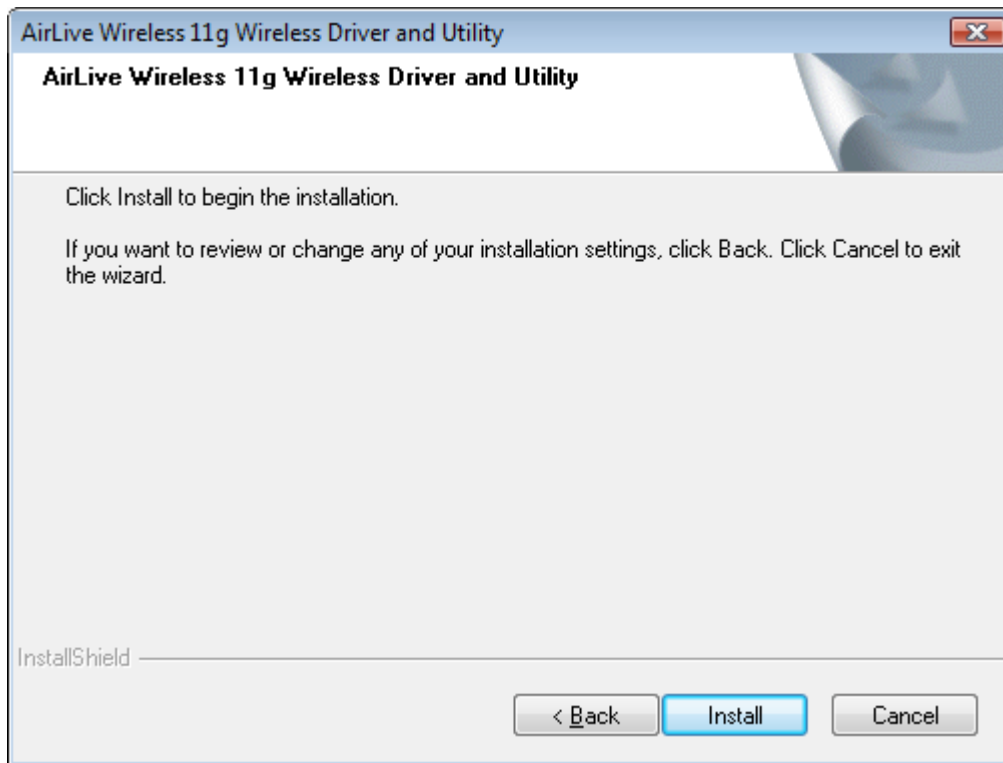 AirLive Wireless 11g Wireless Driver and Utility
AirLive Wireless 11g Wireless Driver and Utility
Click Install to begin the installation.
If you want to review or change any of your installation settings, click Back. Click Cancel to exit
the wizard.
InstallShield
< Back Install Cancel